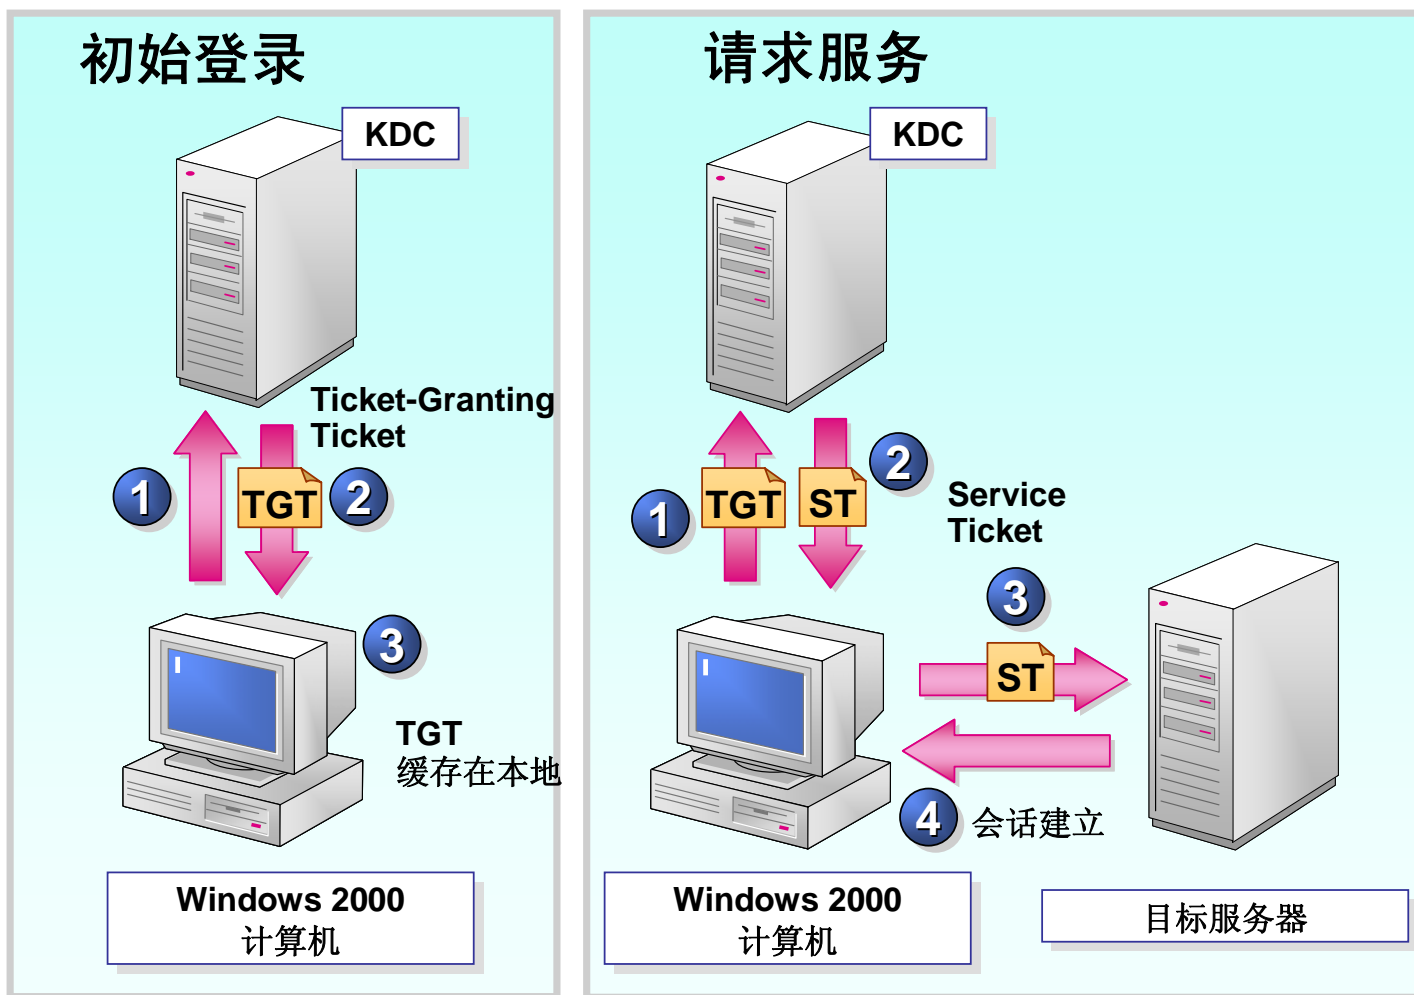 初始登录
KDC
Ticket-Granting
Ticket
1
TGT
2
3
TGT
缓存在本地
Windows 2000
计算机
请求服务
KDC
1
TGT
ST
2
Service
Ticket
3
ST
4
会话建立
Windows 2000
计算机
目标服务器